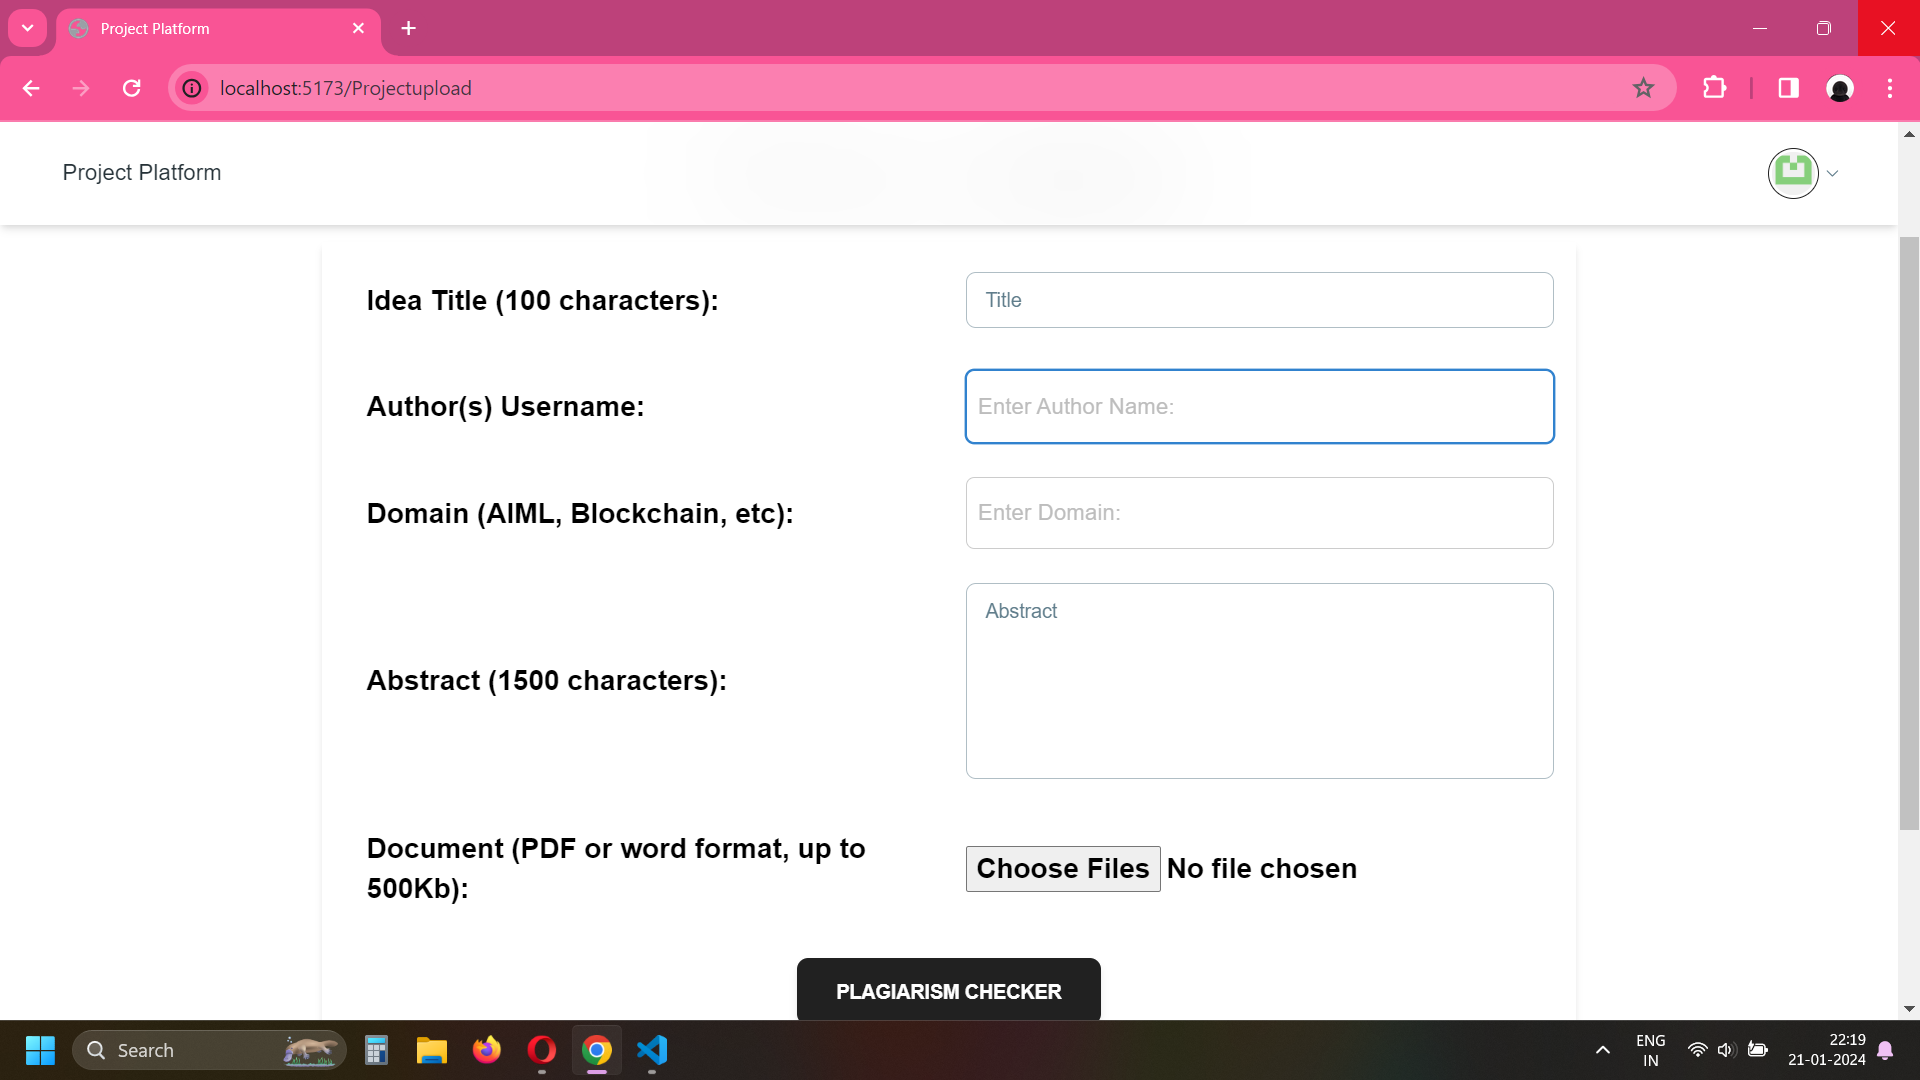 Project Platform
localhost:5173/Projectupload
Project Platform
Idea Title (100 characters):
Title
Author(s) Username:
Enter Author Name:
Domain (AIML, Blockchain, etc):
Enter Domain:
Abstract
Abstract (1500 characters):
Document (PDF or word format, up to
500Kb):
Choose Files No file chosen
PLAGIARISM CHECKER
Search
ENG
IN
22:19
21-01-2024